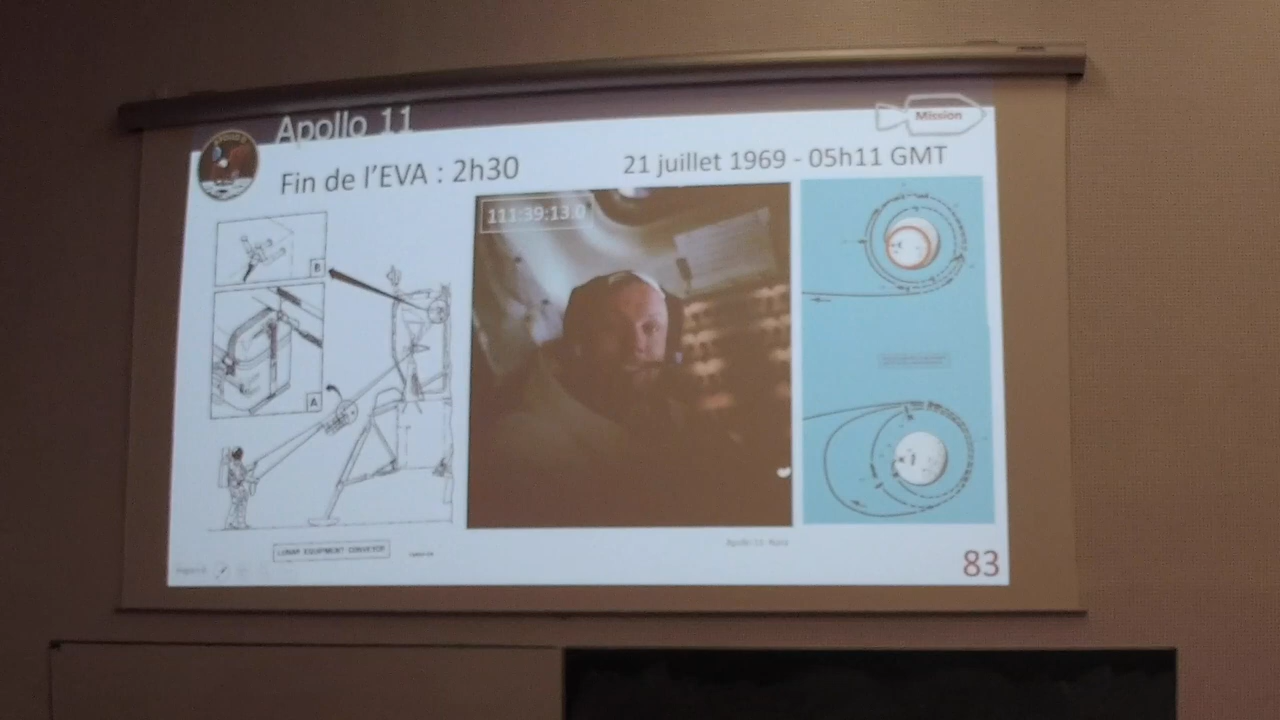 Apollo 11
Mission
Fin de l'EVA : 2h30
21 juillet 1969 - 05h11 GMT
111:39:13.0
B
A
LUNAR EQUIPMENT CONVEYOR
83